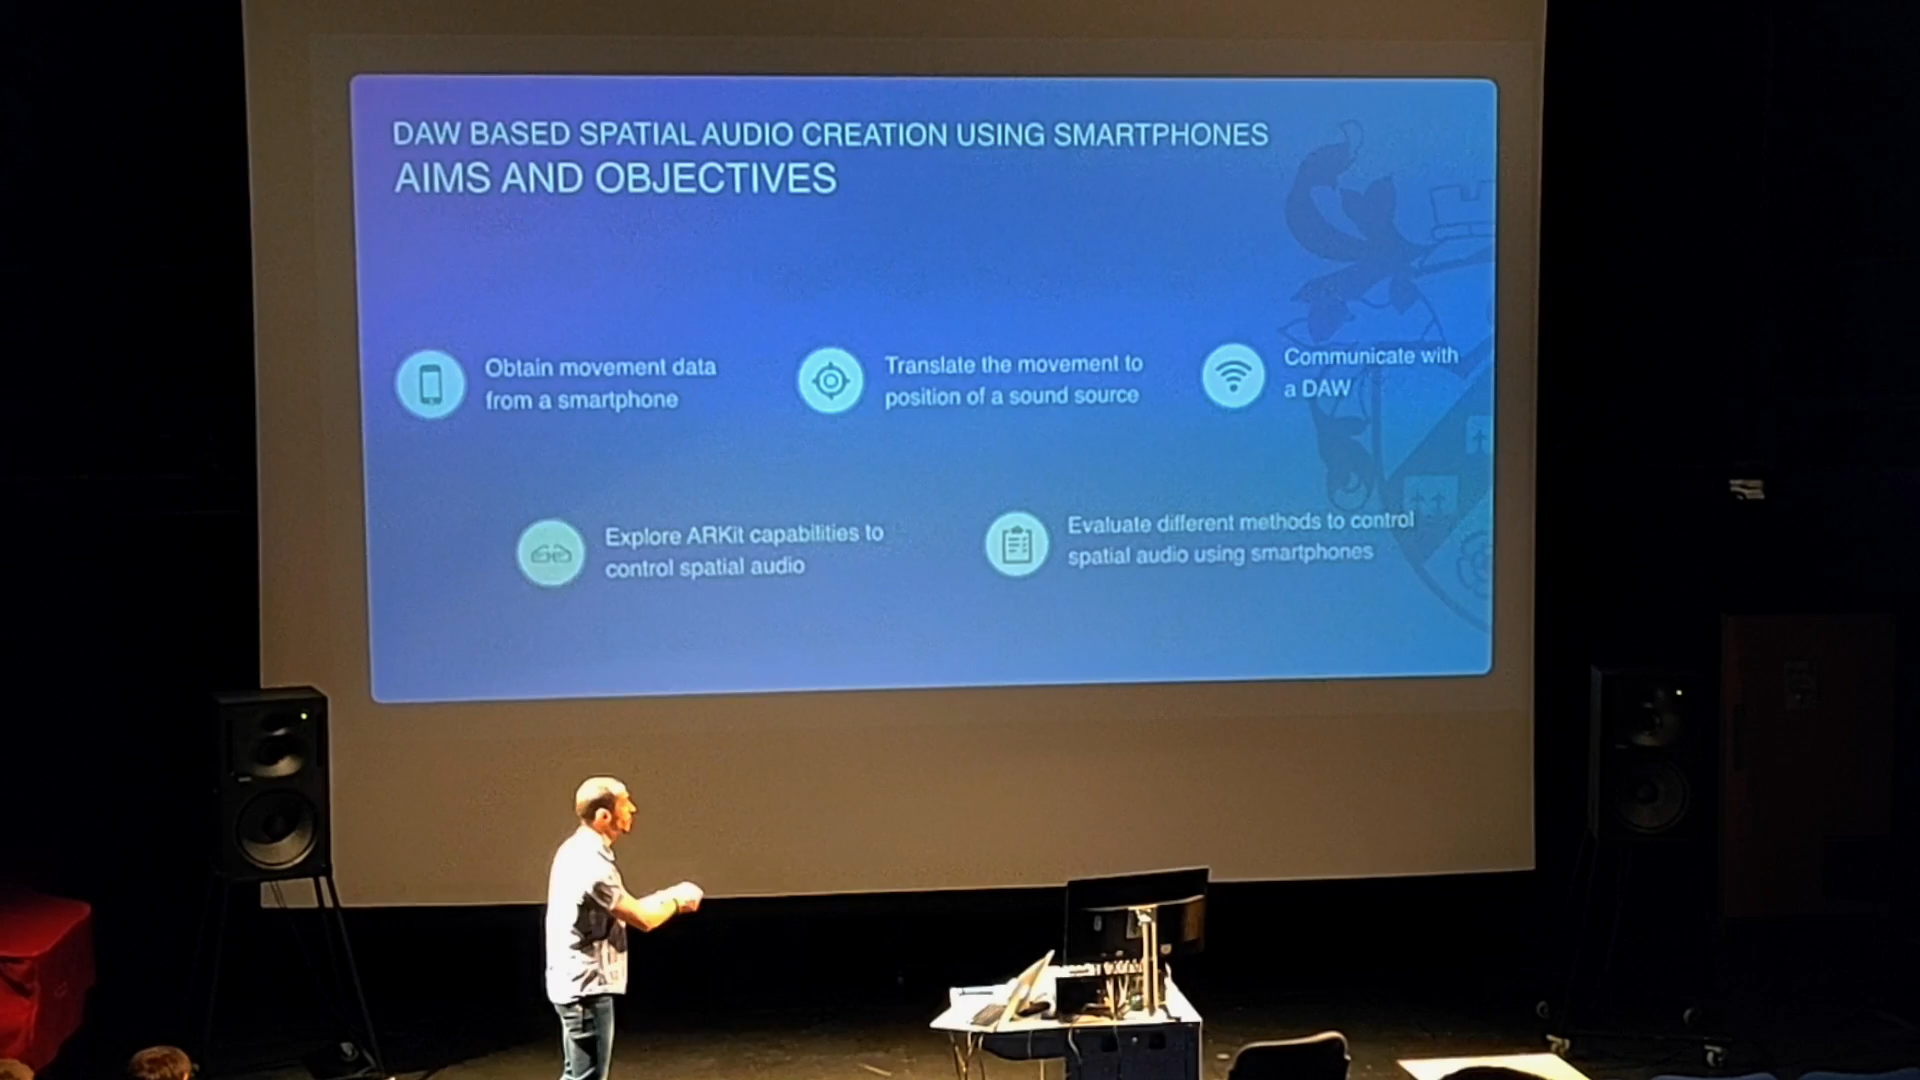 DAW BASED SPATIAL AUDIO CREATION USING SMARTPHONES
AIMS AND OBJECTIVES
Obtain movement data
from a smartphone
Translate the movement to
position of a sound source
Communicate with
a DAW
Explore ARKit capabilities to
control spatial audio
Evaluate different methods to control
spatial audio using smartphones